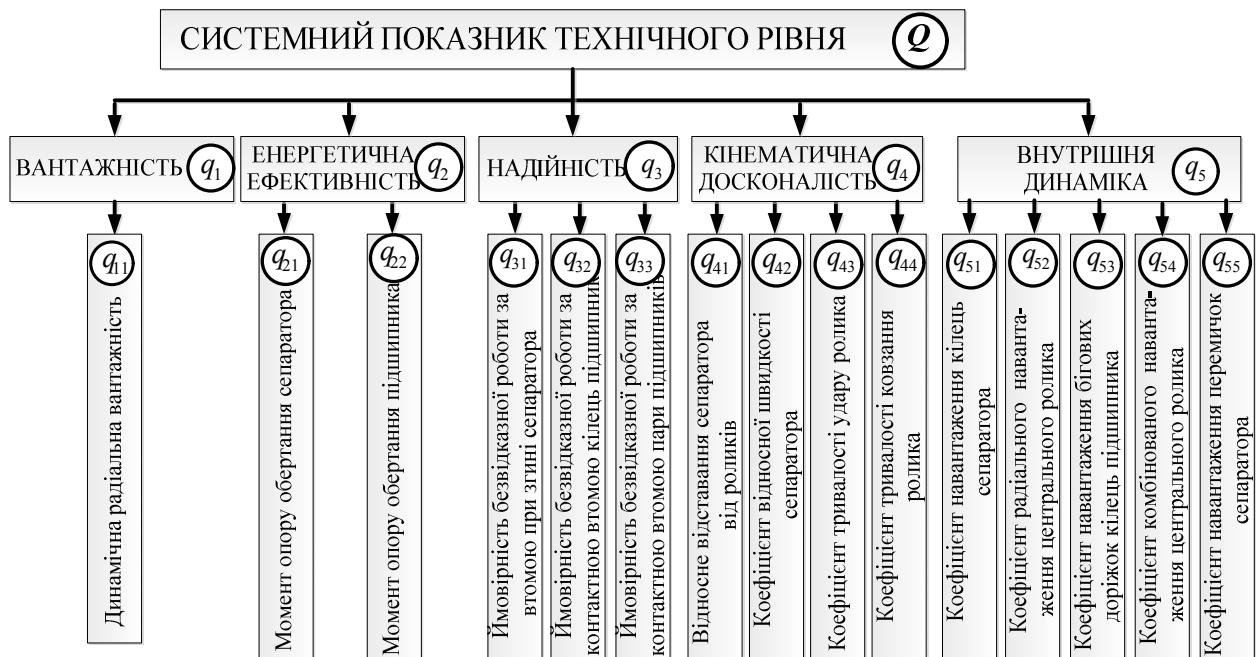 СИСТЕМНИЙ ПОКАЗНИК ТЕХНІЧНОГО РІВНЯ Q
ВАНТАЖНІСТЬ q1
ЕНЕРГЕТИЧНА
ЕФЕКТИВНІСТЬ q2
НАДІЙНІСТЬ q3
КІНЕМАТИЧНА
ДОСКОНАЛІСТЬ q4
ВНУТРІШНЯ
ДИНАМІКА q5
q11
Динамічна радіальна вантажність
q21
Момент опору обертання сепаратора
q22
Момент опору обертання підшипника
q31
Ймовірність безвідказної роботи за
втомою при згині сепаратора
q32
Ймовірність безвідказної роботи за
контактною втомою кілець підшипник
q33
Ймовірність безвідказної роботи за
контактною втомою пари підшипників
q41
Відносне відставання сепаратора
від роликів
q42
Коефіцієнт відносної швидкості
сепаратора
q43
Коефіцієнт тривалості удару ролика
q44
Коефіцієнт тривалості ковзання
ролика
q51
Коефіцієнт навантаження кілець
сепаратора
q52
Коефіцієнт радіального наванта-
ження центрального ролика
q53
Коефіцієнт навантаження бігових
доріжок кілець підшипника
q54
Коефіцієнт комбінованого наванта-
ження центрального ролика
q55
Коефіцієнт навантаження перемичок
сепаратора